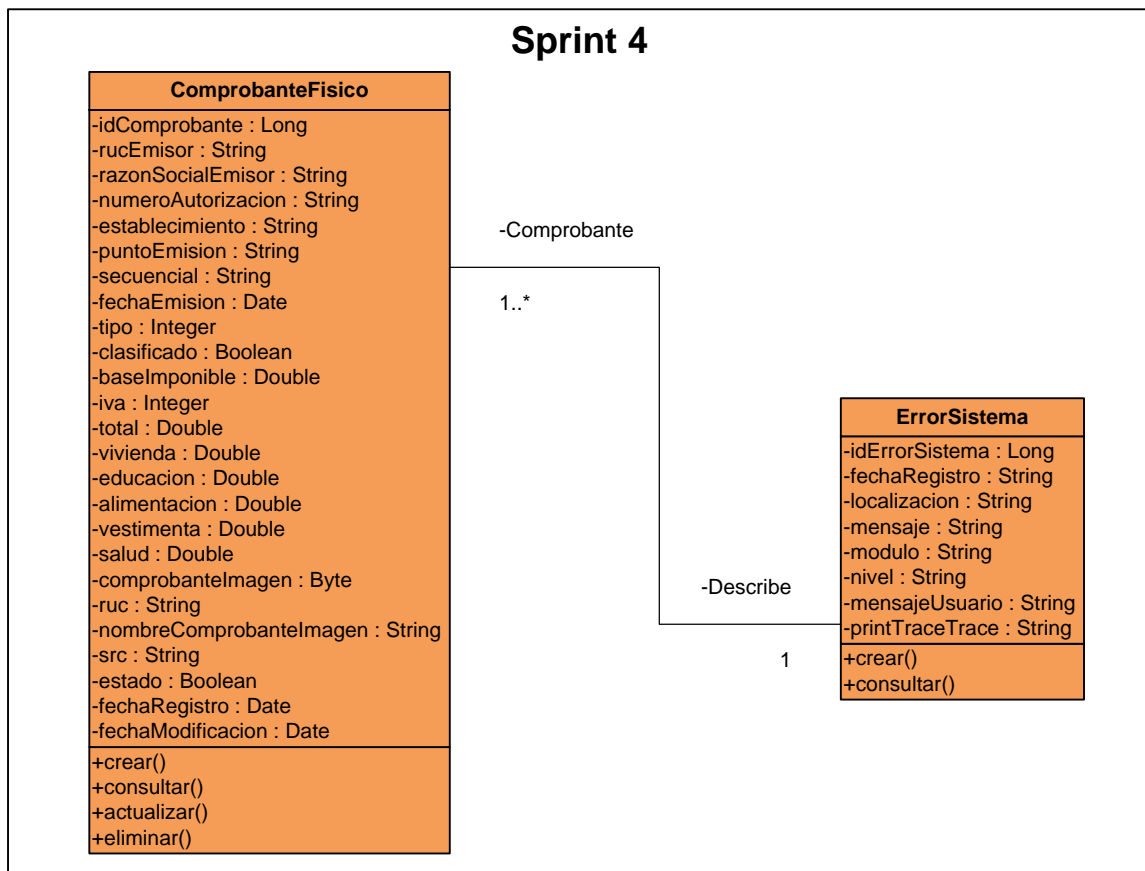 Sprint 4
ComprobanteFisico
-idComprobante : Long
-rucEmisor : String
-razonSocialEmisor : String
-numeroAutorizacion : String
-establecimiento : String
-puntoEmision : String
-secuencial : String
-fechaEmision : Date
-tipo : Integer
-clasificado : Boolean
-baseImponible : Double
-iva : Integer
-total : Double
-vivienda : Double
-educacion : Double
-alimentacion : Double
-vestimenta : Double
-salud : Double
-comprobanteImagen : Byte
-ruc : String
-nombreComprobanteImagen : String
-src : String
-estado : Boolean
-fechaRegistro : Date
-fechaModificacion : Date
+crear()
+consultar()
+actualizar()
+eliminar()
-Comprobante
1..*
-Describe
1
ErrorSistema
-idErrorSistema : Long
-fechaRegistro : String
-localizacion : String
-mensaje : String
-modulo : String
-nivel : String
-mensajeUsuario : String
-printTraceTrace : String
+crear()
+consultar()